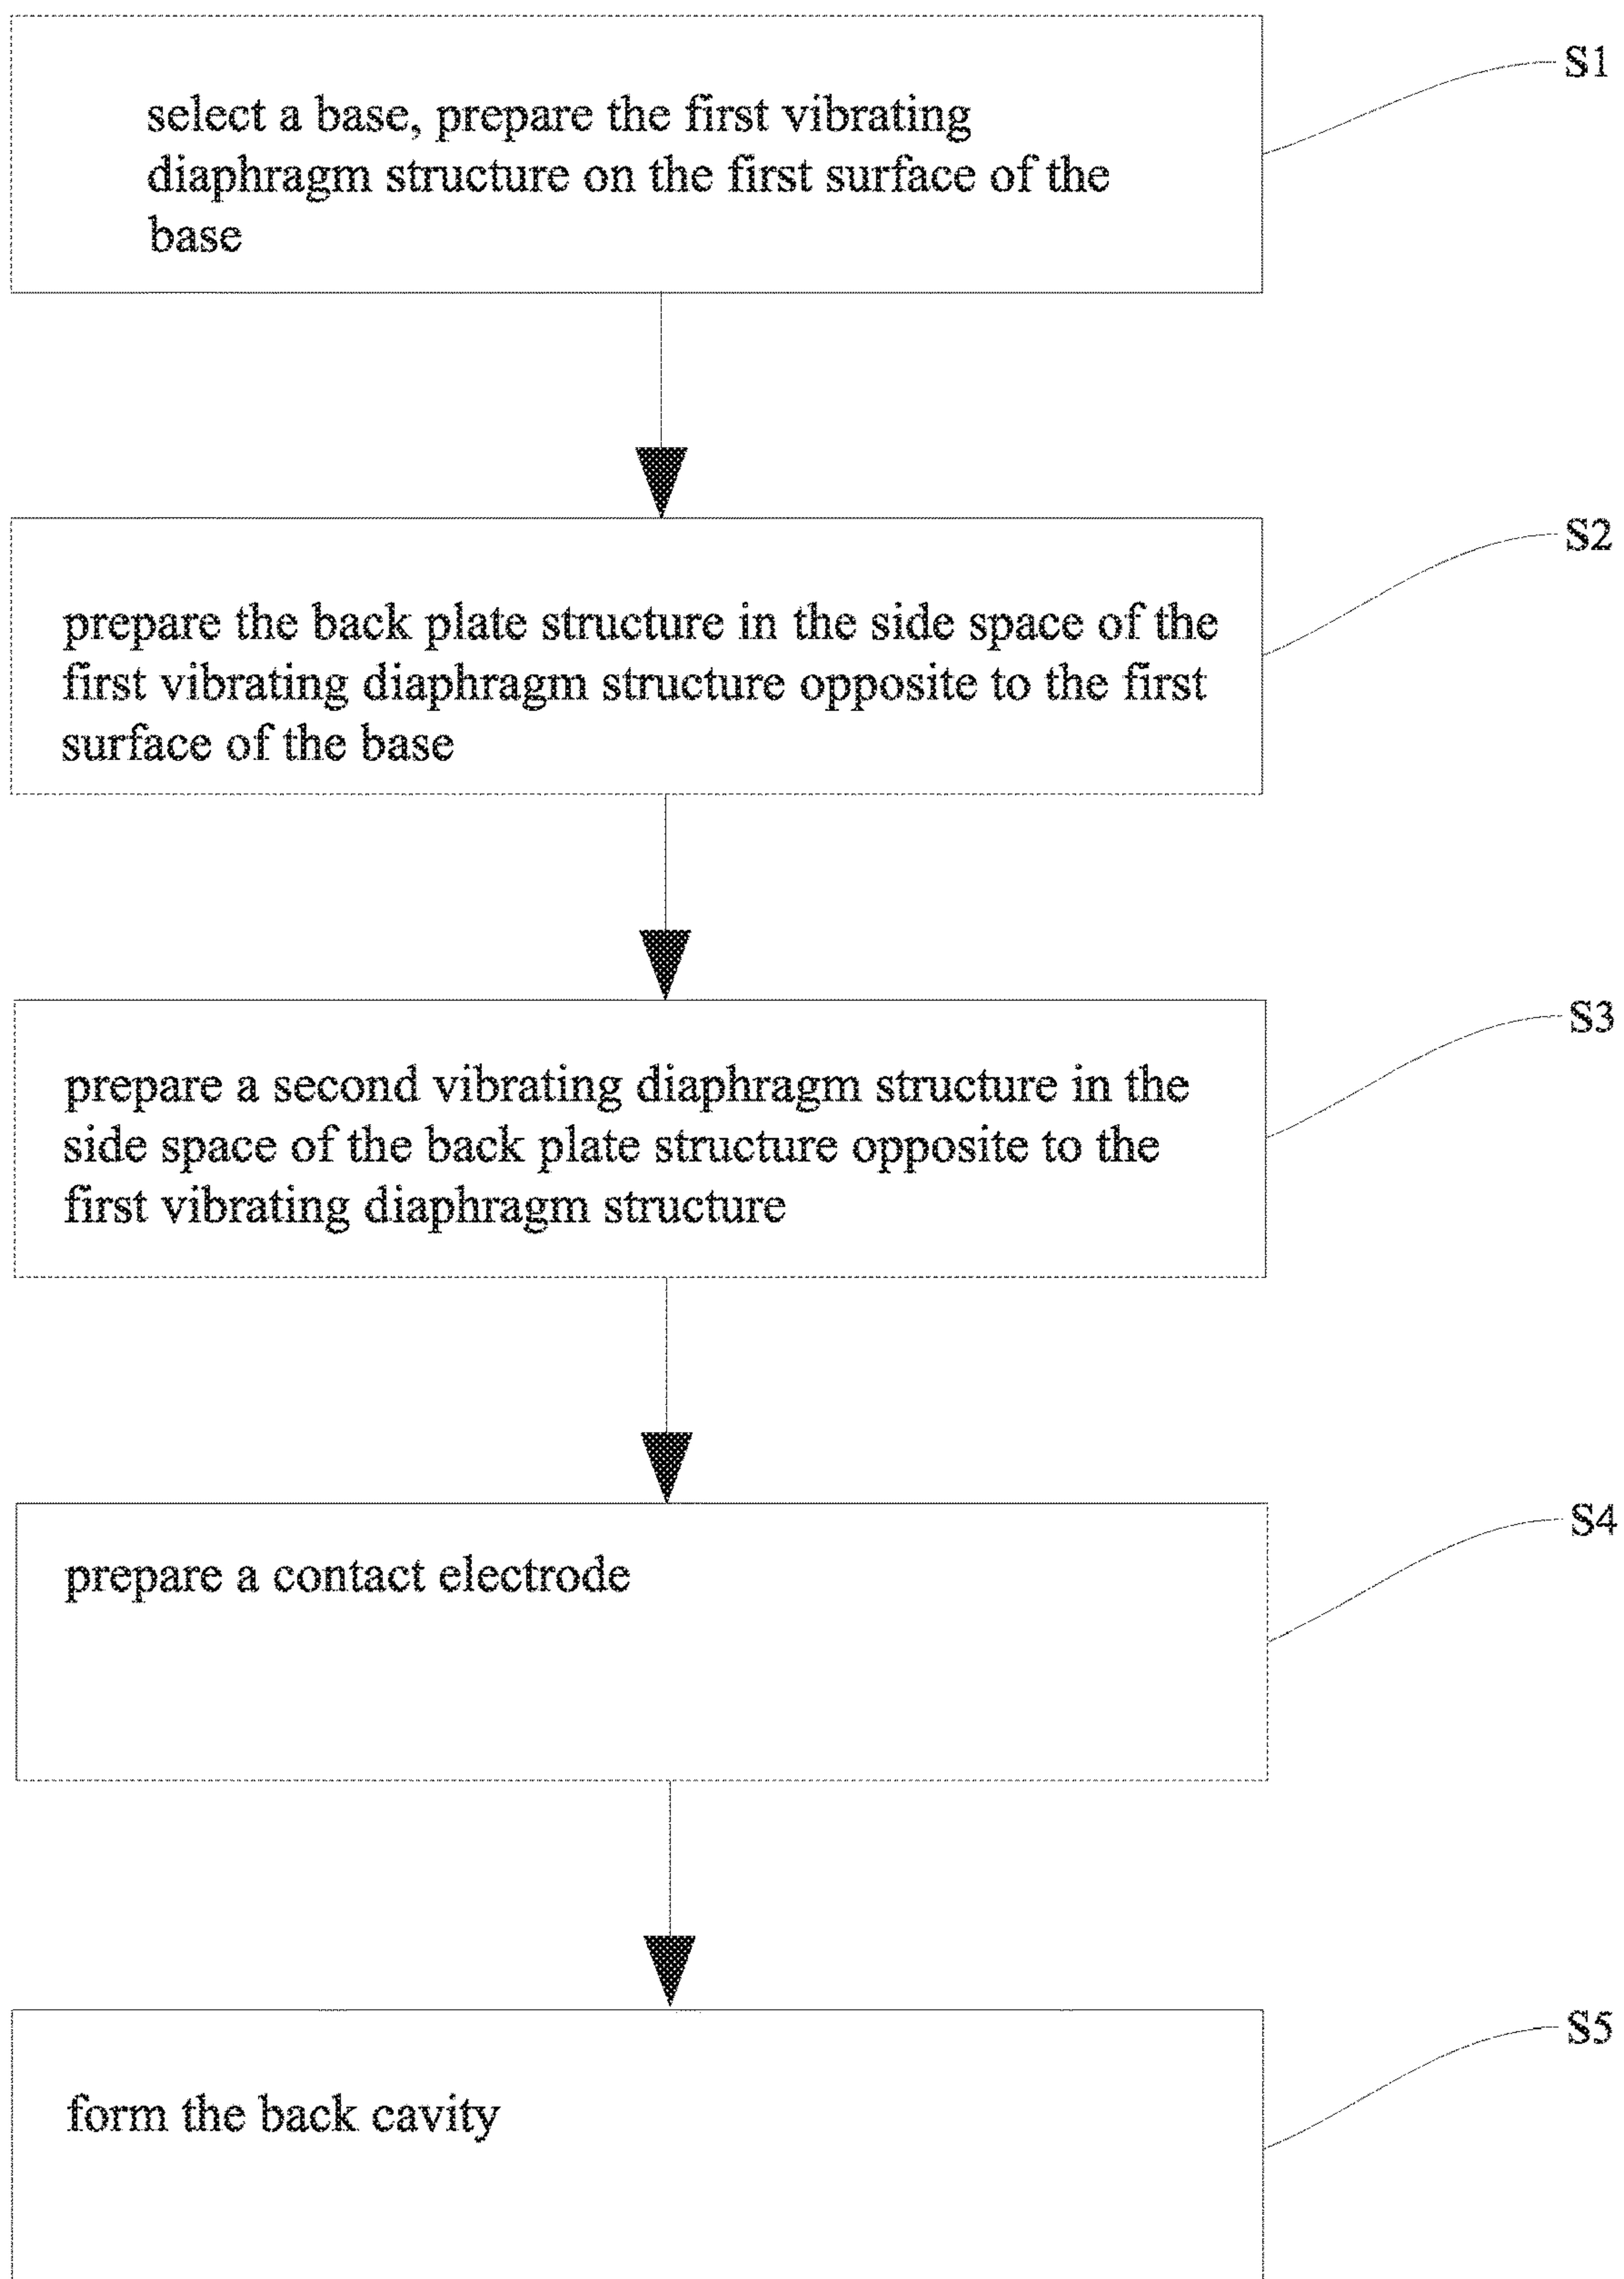 S1
select a base, prepare the first vibrating
diaphragm structure on the first surface of the
base
S2
prepare the back plate structure in the side space of the
first vibrating diaphragm structure opposite to the first
surface of the base
S3
prepare a second vibrating diaphragm structure in the
side space of the back plate structure opposite to the
first vibrating diaphragm structure
S4
prepare a contact electrode
S5
form the back cavity